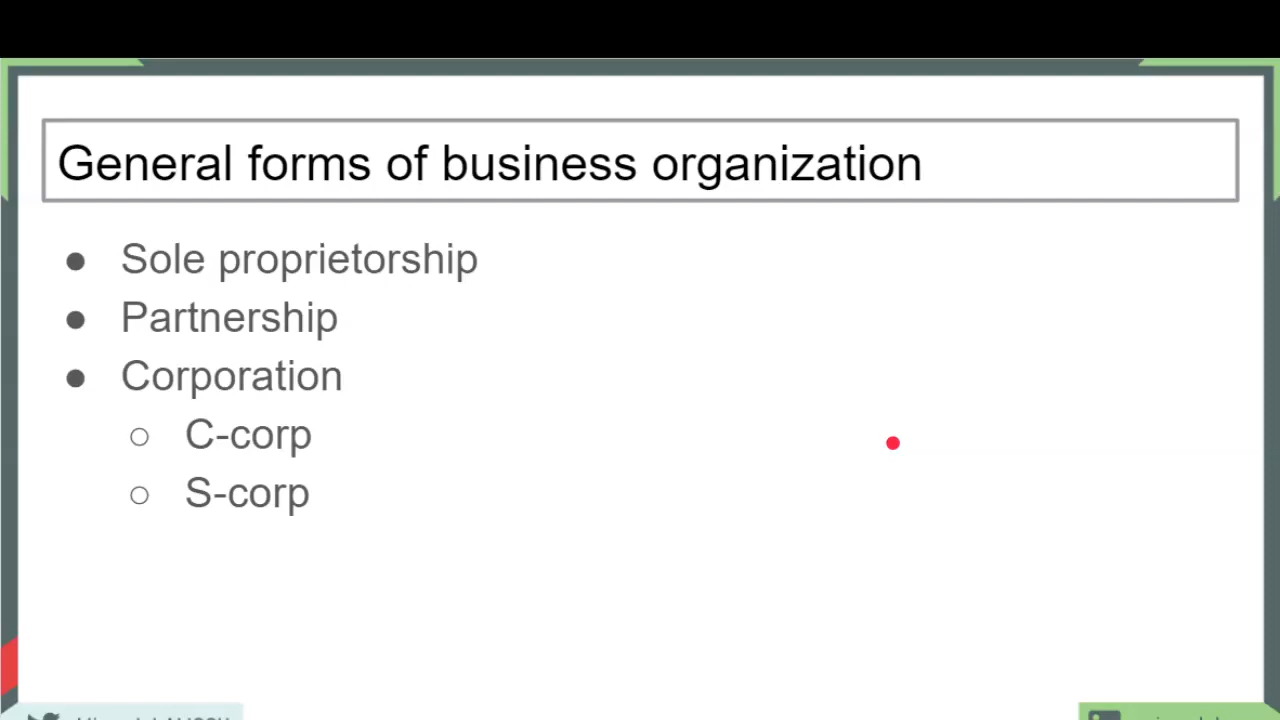 General forms of business organization
● Sole proprietorship
● Partnership
● Corporation
○ C-corp
○ S-corp